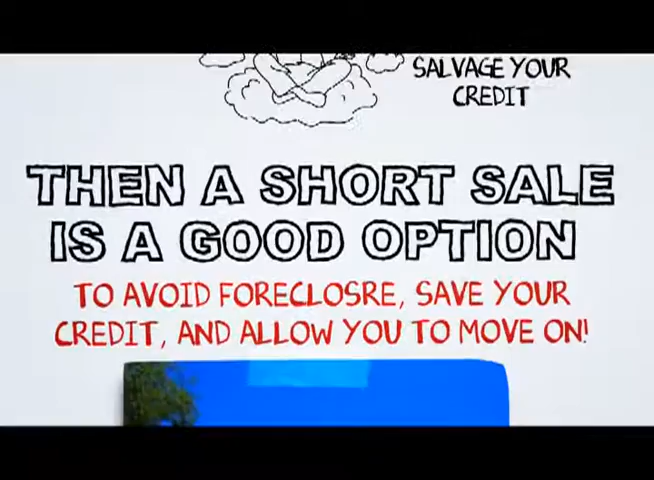 SALVAGE YOUR
CREDIT
THEN A SHORT SALE
IS A GOOD OPTION
TO AVOID FORECLOSRE, SAVE YOUR
CREDIT, AND ALLOW YOU TO MOVE ON!